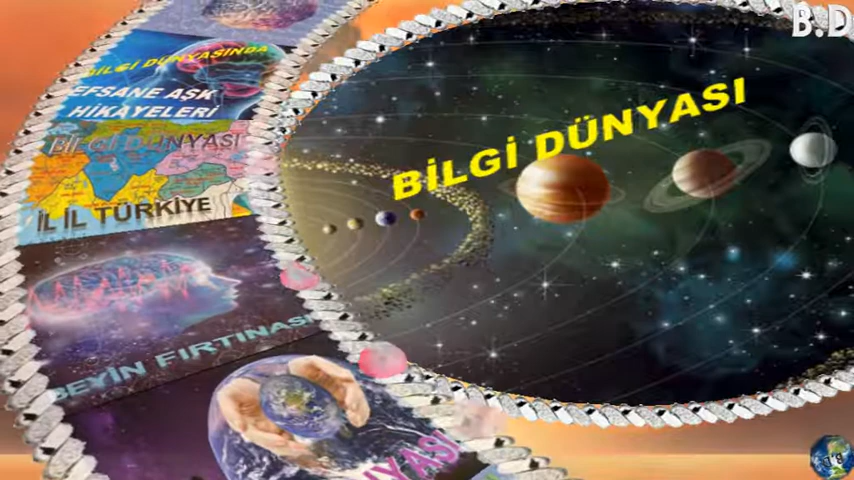 B.D
BİLGİ DÜNYASINDA
EFSANE AŞK
HİKAYELERİ
BİLGİ DÜNYASI
BİLGİ DÜNYASI
İL İL TÜRKİYE
BEYİN FIRTINASI